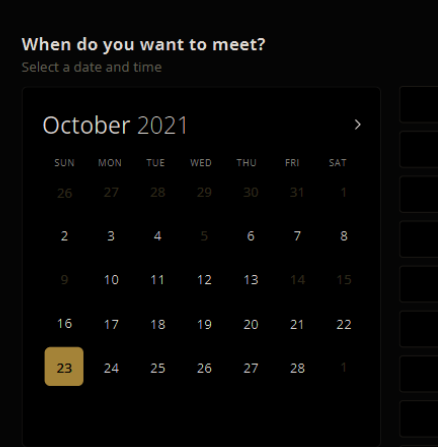 When do you want to meet?
Select a date and time
October 2021
SUN MON TUE WED THU FRI SAT
26 27 28 29 30 31 1
2 3 4 5 6 7 8
9 10 11 12 13 14 15
16 17 18 19 20 21 22
23 24 25 26 27 28 1